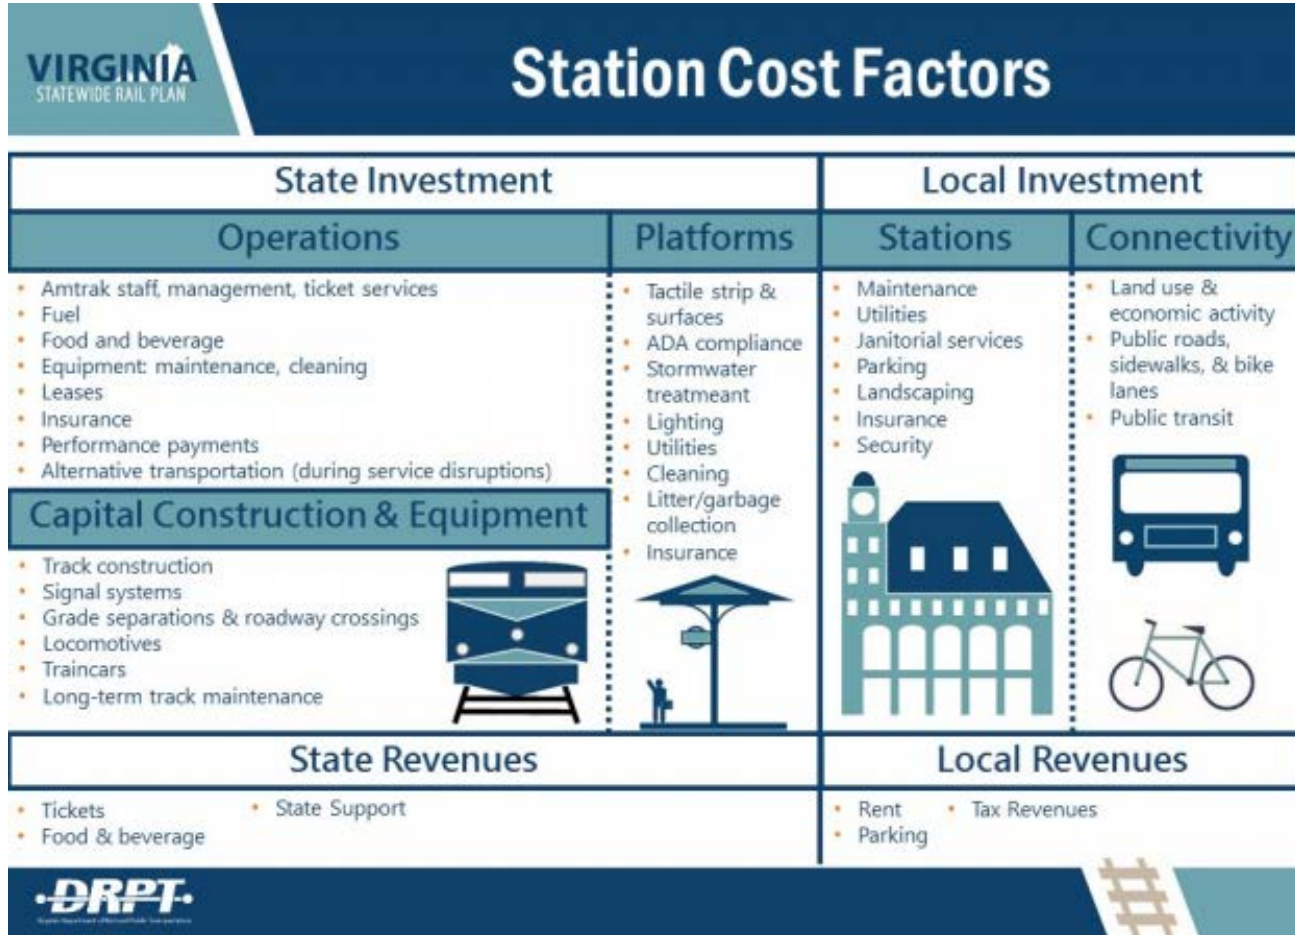 VIRGINIA
STATEWIDE RAIL PLAN
Station Cost Factors
State Investment
Local Investment
Operations
Platforms
Stations
Connectivity
• Amtrak staff, management, ticket services
• Fuel
• Food and beverage
• Equipment: maintenance, cleaning
• Leases
• Insurance
• Performance payments
• Alternative transportation (during service disruptions)
Capital Construction & Equipment
• Track construction
• Signal systems
• Grade separations & roadway crossings
• Locomotives
• Traincars
• Long-term track maintenance
• Tactile strip &
surfaces
• ADA compliance
• Stormwater
treatmeant
• Lighting
• Utilities
• Cleaning
• Litter/garbage
collection
• Insurance
• Maintenance
• Utilities
• Janitorial services
• Parking
• Landscaping
• Insurance
• Security
• Land use &
economic activity
• Public roads,
sidewalks, & bike
lanes
• Public transit
State Revenues
• Tickets
• Food & beverage
• State Support
Local Revenues
• Rent
• Parking
• Tax Revenues
DRPT